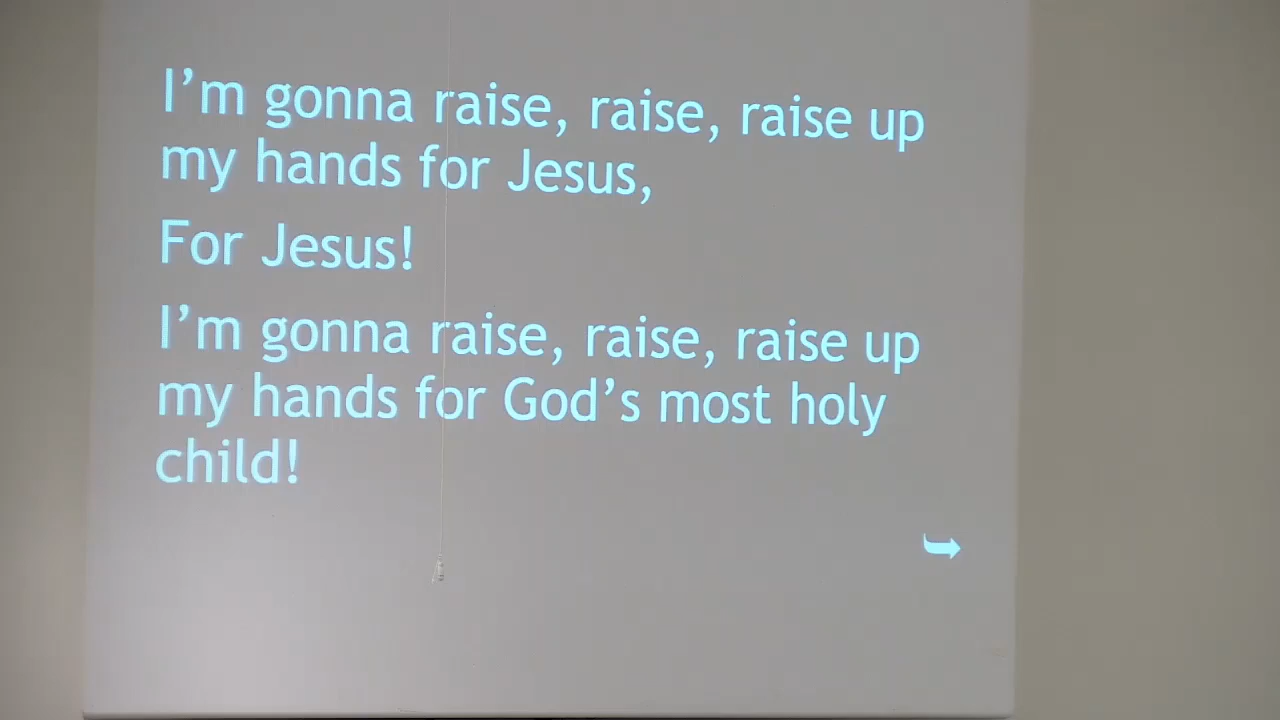 I’m gonna raise, raise, raise up
my hands for Jesus,
For Jesus!
I’m gonna raise, raise, raise up
my hands for God’s most holy
child!